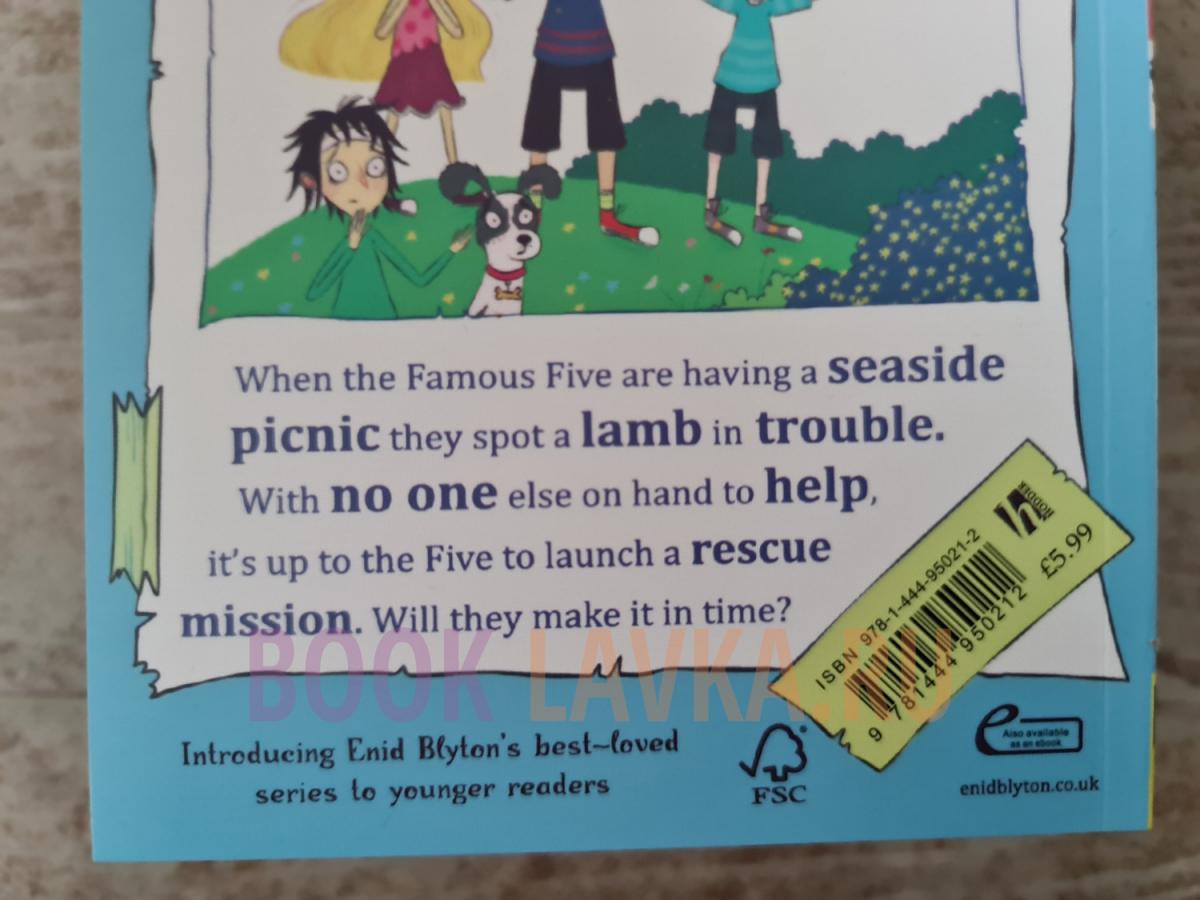 When the Famous Five are having a seaside
picnic they spot a lamb in trouble.
With no one else on hand to help,
it's up to the Five to launch a rescue
mission. Will they make it in time?
BOOK LAVKA.RU
ISBN 978-1-444-95021-2
9 781444 950212
£5.99
h
HODDER
Introducing Enid Blyton's best-loved
series to younger readers
FSC
e
Also available
as an ebook
enidblyton.co.uk